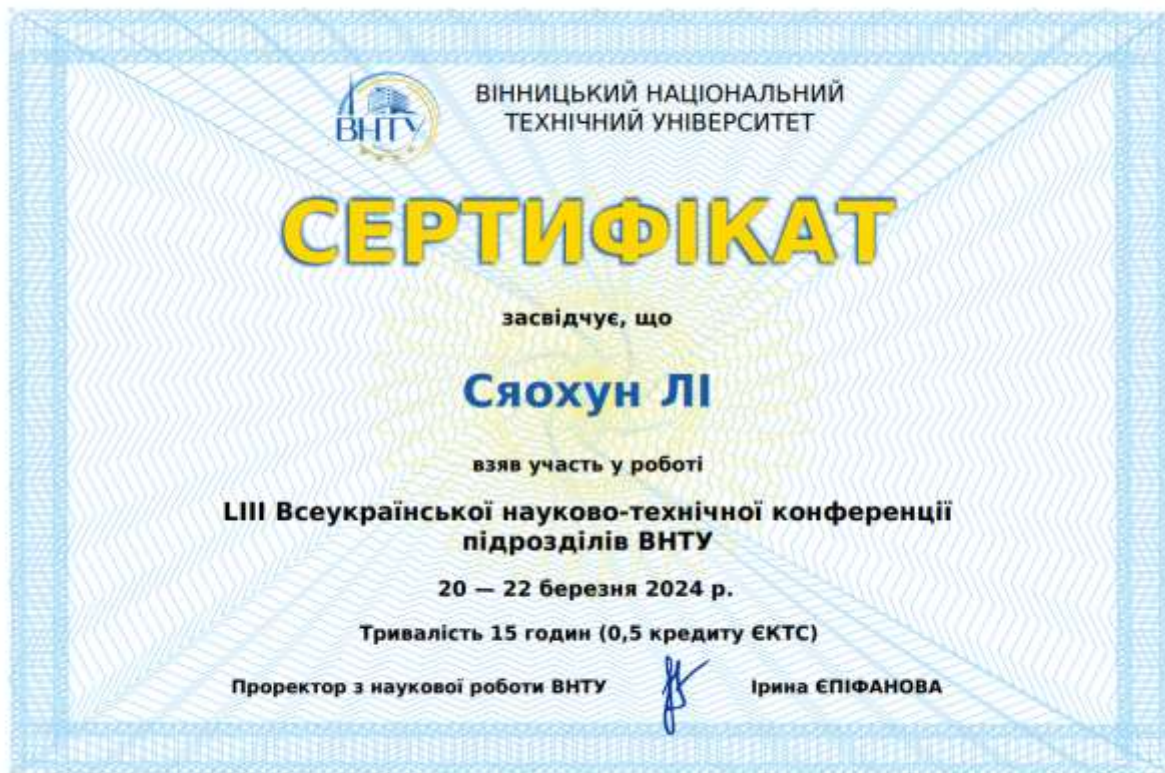 ВНТУ
ВІННИЦЬКИЙ НАЦІОНАЛЬНИЙ
ТЕХНІЧНИЙ УНІВЕРСИТЕТ
СЕРТИФІКАТ
засвідчує, що
Сяохун ЛІ
взяв участь у роботі
LIII Всеукраїнської науково-технічної конференції
підрозділів ВНТУ
20 — 22 березня 2024 р.
Тривалість 15 годин (0,5 кредиту ЄКТС)
Проректор з наукової роботи ВНТУ Ірина ЄПІФАНОВА